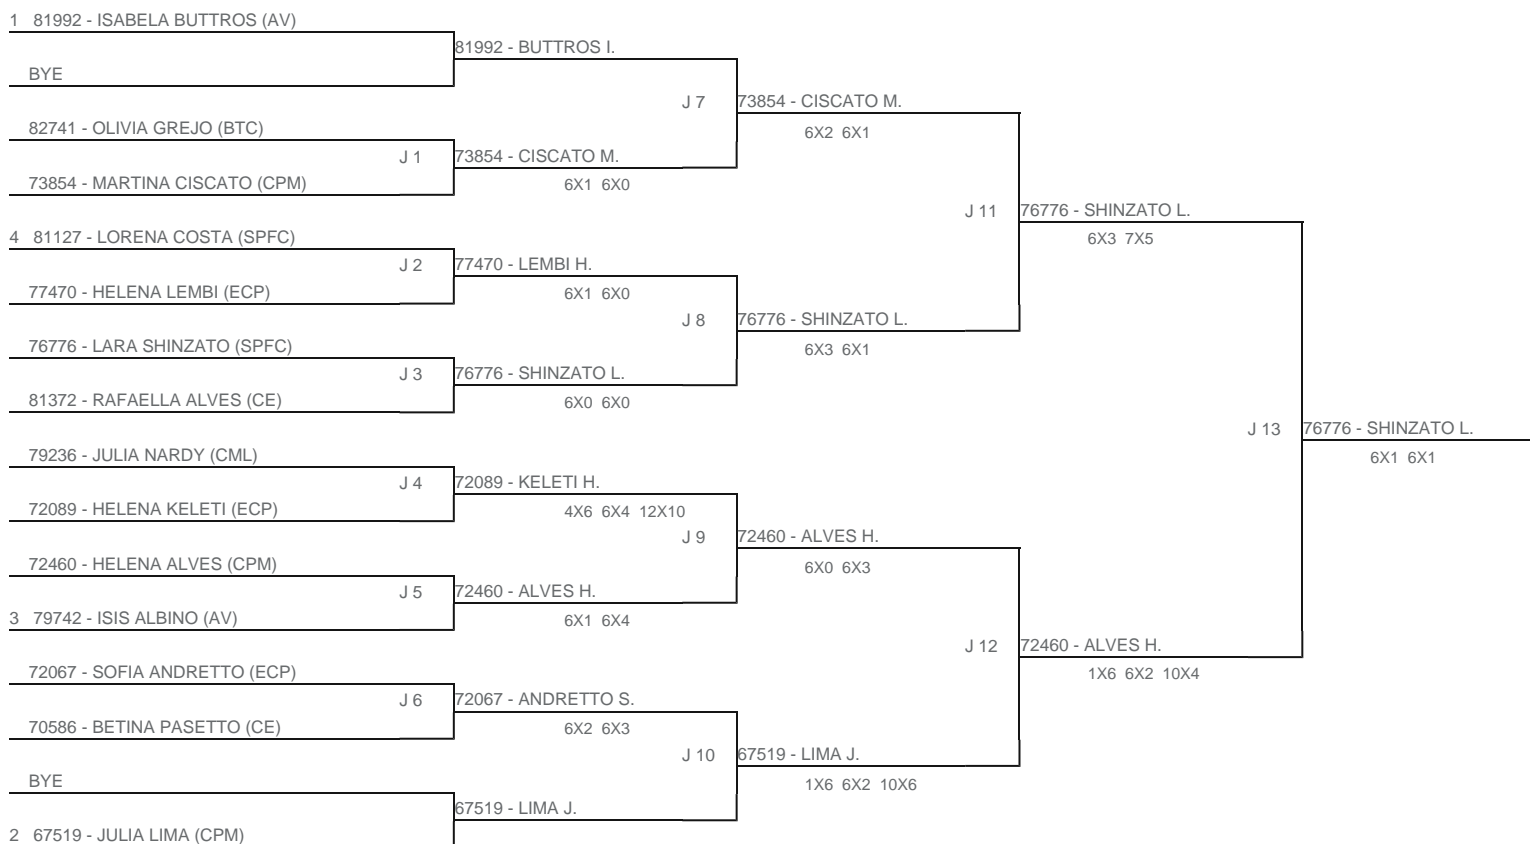 1 81992 - ISABELA BUTTROS (AV)
81992 - BUTTROS I.
BYE
J 7
73854 - CISCATO M.
6X2 6X1
82741 - OLIVIA GREJO (BTC)
J 1
73854 - CISCATO M.
6X1 6X0
73854 - MARTINA CISCATO (CPM)
J 11
76776 - SHINZATO L.
6X3 7X5
4 81127 - LORENA COSTA (SPFC)
J 2
77470 - LEMBI H.
6X1 6X0
77470 - HELENA LEMBI (ECP)
J 8
76776 - SHINZATO L.
6X3 6X1
76776 - LARA SHINZATO (SPFC)
J 3
76776 - SHINZATO L.
6X0 6X0
81372 - RAFAELLA ALVES (CE)
J 13
76776 - SHINZATO L.
6X1 6X1
79236 - JULIA NARDY (CML)
J 4
72089 - KELETI H.
4X6 6X4 12X10
72089 - HELENA KELETI (ECP)
J 9
72460 - ALVES H.
6X0 6X3
72460 - HELENA ALVES (CPM)
J 5
72460 - ALVES H.
6X1 6X4
3 79742 - ISIS ALBINO (AV)
J 12
72460 - ALVES H.
1X6 6X2 10X4
72067 - SOFIA ANDRETTO (ECP)
J 6
72067 - ANDRETTO S.
6X2 6X3
70586 - BETINA PASETTO (CE)
J 10
67519 - LIMA J.
1X6 6X2 10X6
BYE
67519 - LIMA J.
2 67519 - JULIA LIMA (CPM)